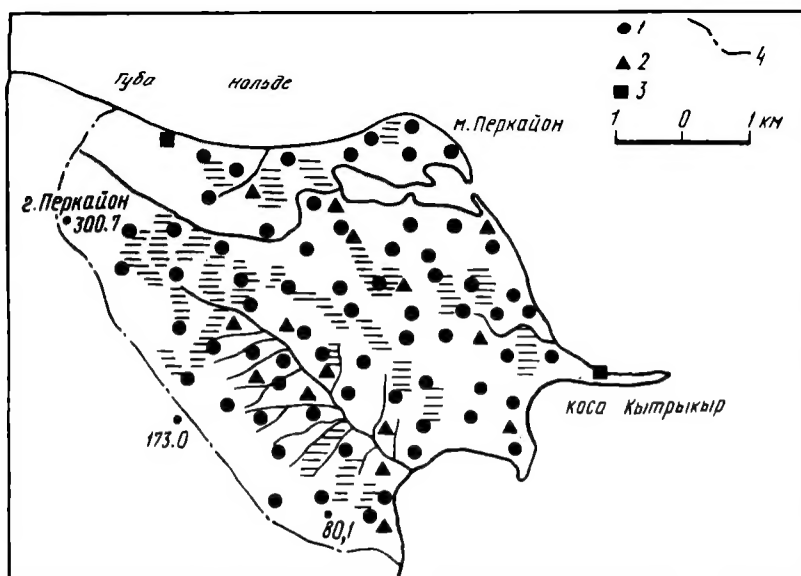 губа нольде
м. Перкайон
г. Перкайон
300.7
173.0
80,1
коса Кытрыкыр
1
2
3
4
1 0 1 км